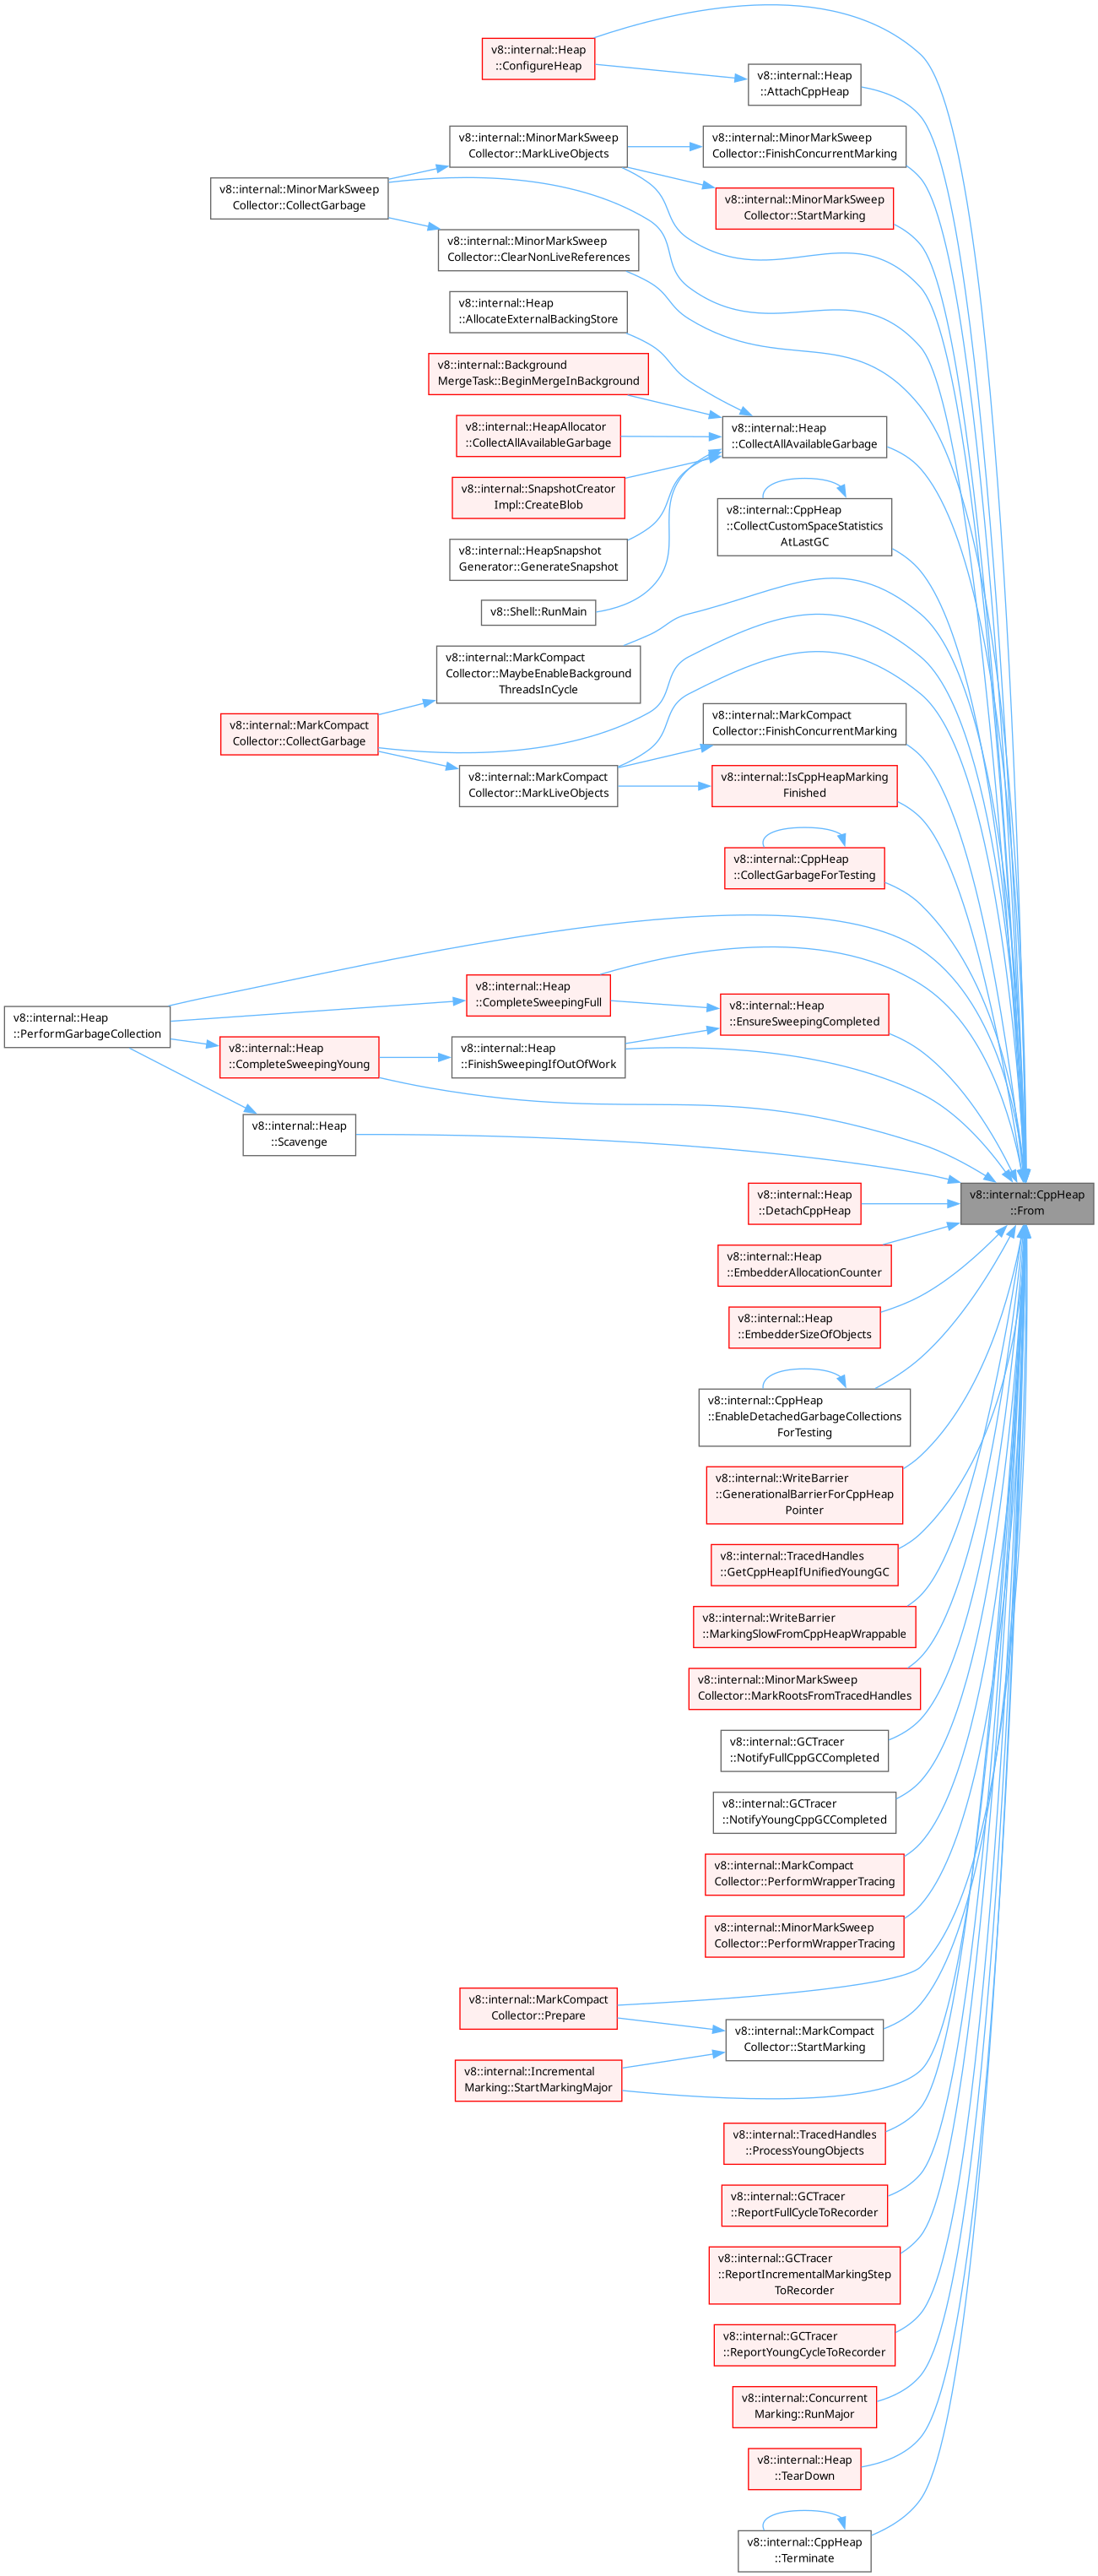 v8::internal::Heap
::ConfigureHeap
v8::internal::Heap
::AttachCppHeap
v8::internal::MinorMarkSweep
Collector::MarkLiveObjects
v8::internal::MinorMarkSweep
Collector::FinishConcurrentMarking
v8::internal::MinorMarkSweep
Collector::CollectGarbage
v8::internal::MinorMarkSweep
Collector::StartMarking
v8::internal::MinorMarkSweep
Collector::ClearNonLiveReferences
v8::internal::Heap
::AllocateExternalBackingStore
v8::internal::Background
MergeTask::BeginMergeInBackground
v8::internal::HeapAllocator
::CollectAllAvailableGarbage
v8::internal::Heap
::CollectAllAvailableGarbage
v8::internal::SnapshotCreator
Impl::CreateBlob
v8::internal::CppHeap
::CollectCustomSpaceStatistics
AtLastGC
v8::internal::HeapSnapshot
Generator::GenerateSnapshot
v8::Shell::RunMain
v8::internal::MarkCompact
Collector::MaybeEnableBackground
ThreadsInCycle
v8::internal::MarkCompact
Collector::CollectGarbage
v8::internal::MarkCompact
Collector::FinishConcurrentMarking
v8::internal::MarkCompact
Collector::MarkLiveObjects
v8::internal::IsCppHeapMarking
Finished
v8::internal::CppHeap
::CollectGarbageForTesting
v8::internal::Heap
::PerformGarbageCollection
v8::internal::Heap
::CompleteSweepingFull
v8::internal::Heap
::EnsureSweepingCompleted
v8::internal::Heap
::CompleteSweepingYoung
v8::internal::Heap
::FinishSweepingIfOutOfWork
v8::internal::Heap
::Scavenge
v8::internal::CppHeap
::From
v8::internal::Heap
::DetachCppHeap
v8::internal::Heap
::EmbedderAllocationCounter
v8::internal::Heap
::EmbedderSizeOfObjects
v8::internal::CppHeap
::EnableDetachedGarbageCollections
ForTesting
v8::internal::WriteBarrier
::GenerationalBarrierForCppHeap
Pointer
v8::internal::TracedHandles
::GetCppHeapIfUnifiedYoungGC
v8::internal::WriteBarrier
::MarkingSlowFromCppHeapWrappable
v8::internal::MinorMarkSweep
Collector::MarkRootsFromTracedHandles
v8::internal::GCTracer
::NotifyFullCppGCCompleted
v8::internal::GCTracer
::NotifyYoungCppGCCompleted
v8::internal::MarkCompact
Collector::PerformWrapperTracing
v8::internal::MinorMarkSweep
Collector::PerformWrapperTracing
v8::internal::MarkCompact
Collector::Prepare
v8::internal::MarkCompact
Collector::StartMarking
v8::internal::Incremental
Marking::StartMarkingMajor
v8::internal::TracedHandles
::ProcessYoungObjects
v8::internal::GCTracer
::ReportFullCycleToRecorder
v8::internal::GCTracer
::ReportIncrementalMarkingStep
ToRecorder
v8::internal::GCTracer
::ReportYoungCycleToRecorder
v8::internal::Concurrent
Marking::RunMajor
v8::internal::Heap
::TearDown
v8::internal::CppHeap
::Terminate